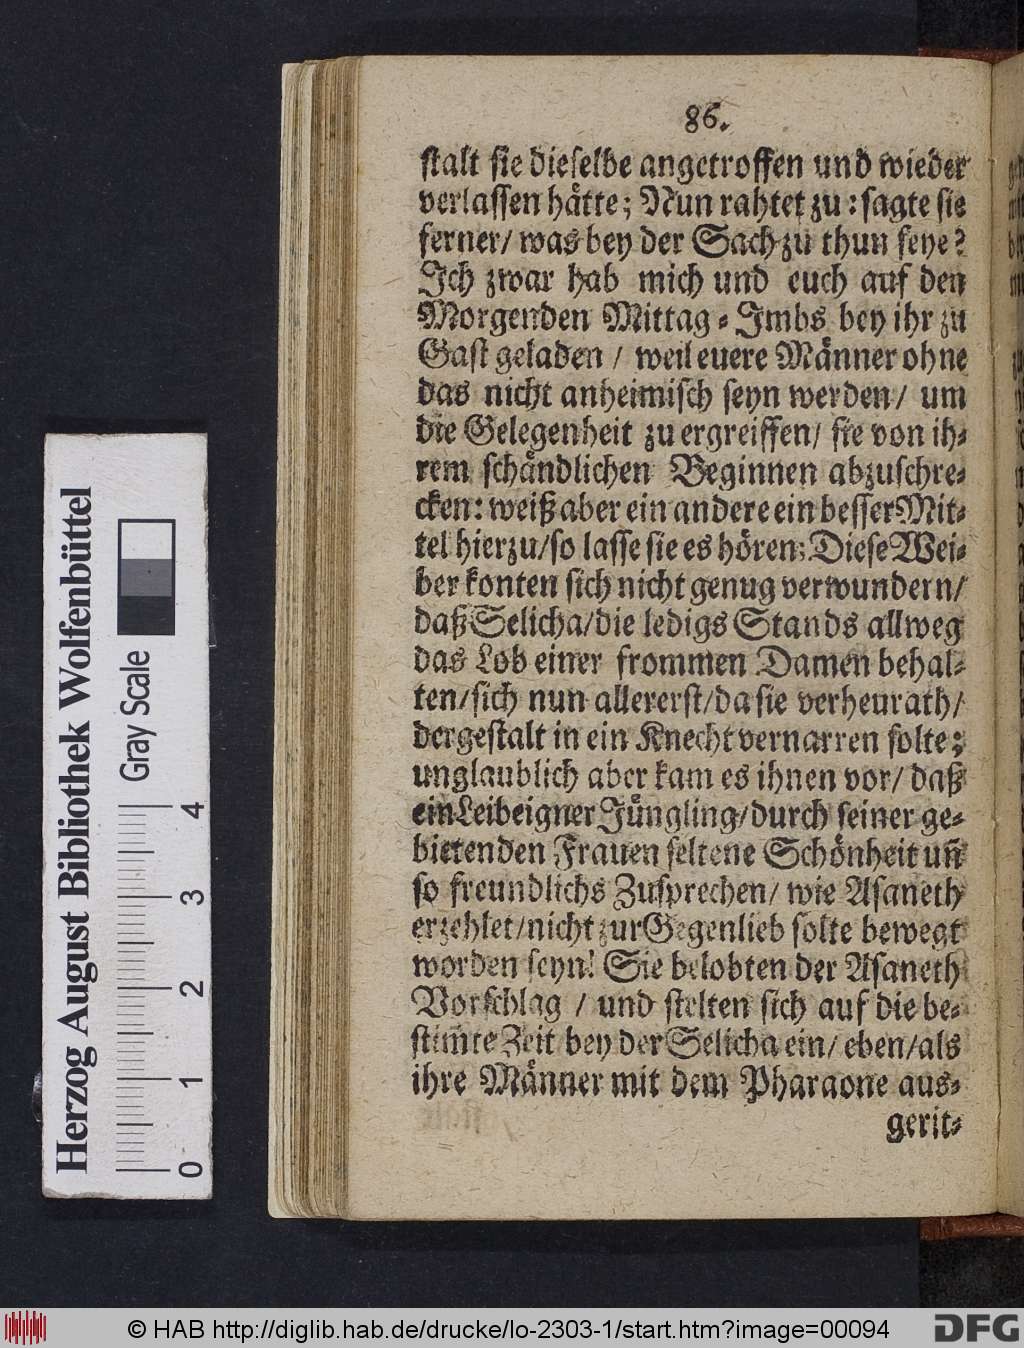 86.
stalt sie dieselbe angetroffen und wieder
verlassen hätte; Nun rahtet zu: sagte sie
ferner/ was bey der Sach zu thun seye?
Ich zwar hab mich und euch auf den
Morgenden Mittag-Imbs bey ihr zu
Gast geladen / weil euere Männer ohne
das nicht anheimisch seyn werden/ um
die Gelegenheit zu ergreiffen/ sie von ih-
rem schändlichen Beginnen abzuschre-
cken: weiß aber ein andere ein besser Mit-
tel hierzu/so lasse sie es hören; Diese Wei-
ber konten sich nicht genug verwundern/
daß Selicha/die ledigs Stands allweg
das Lob einer frommen Damen behal-
ten/sich nun allererst/da sie verheurath/
dergestalt in ein Knecht vernarren solte;
unglaublich aber kam es ihnen vor/ daß
ein Leibeigner Jüngling/durch seiner ge-
bietenden Frauen seltene Schönheit uñ
so freundlichs Zusprechen/ wie Asaneth
erzehlet/nicht zur Gegenlieb solte bewegt
worden seyn! Sie belobten der Asaneth
Vorschlag / und stelten sich auf die be-
stim̃te Zeit bey der Selicha ein/ eben/als
ihre Männer mit dem Pharaone aus-
gerit-
Herzog August Bibliothek Wolfenbüttel
Gray Scale
0 1 2 3 4
© HAB http://diglib.hab.de/drucke/lo-2303-1/start.htm?image=00094
DFG